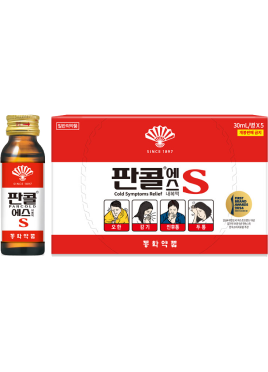 SINCE 1897
판콜
PANCOLD
에스
S
동화약품
일반의약품
30mL/병 X 5
SINCE 1897
판콜에스 S
내복액
Cold Symptoms Relief
오한
감기
인후통
두통
동화약품